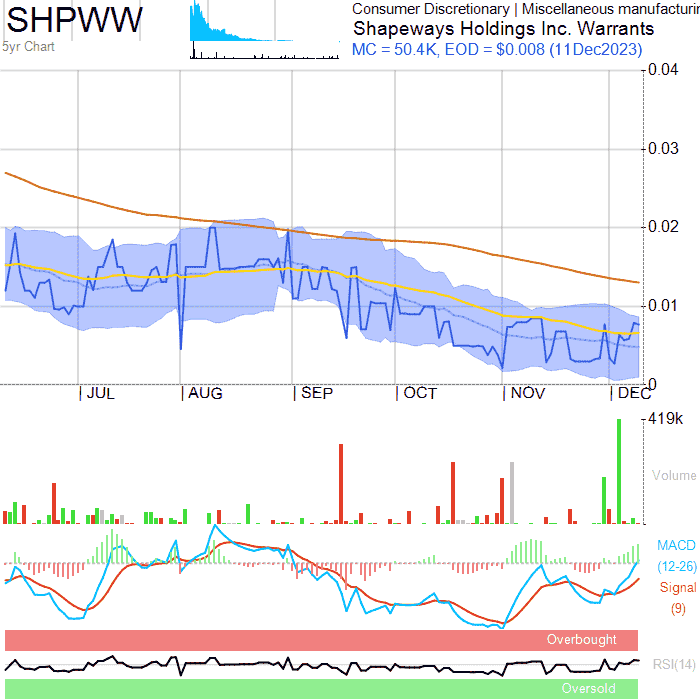 SHPWW
5yr Chart
Consumer Discretionary | Miscellaneous manufacturin
Shapeways Holdings Inc. Warrants
MC = 50.4K, EOD = $0.008 (11Dec2023)
0.04
0.03
0.02
0.01
0
JUL
AUG
SEP
OCT
NOV
DEC
419k
Volume
MACD
(12-26)
Signal
(9)
Overbought
RSI(14)
Oversold